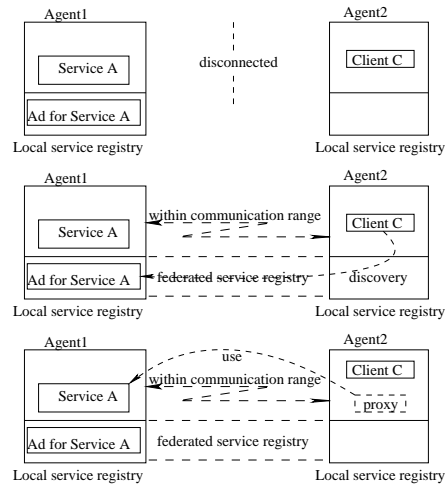 Agent1
Agent2
Service A
disconnected
Client C
Ad for Service A
Local service registry
Local service registry
Agent1
Agent2
within communication range
Service A
Client C
Ad for Service A
federated service registry
discovery
Local service registry
Local service registry
Agent1
Agent2
use
Client C
within communication range
Service A
proxy
Ad for Service A
federated service registry
Local service registry
Local service registry